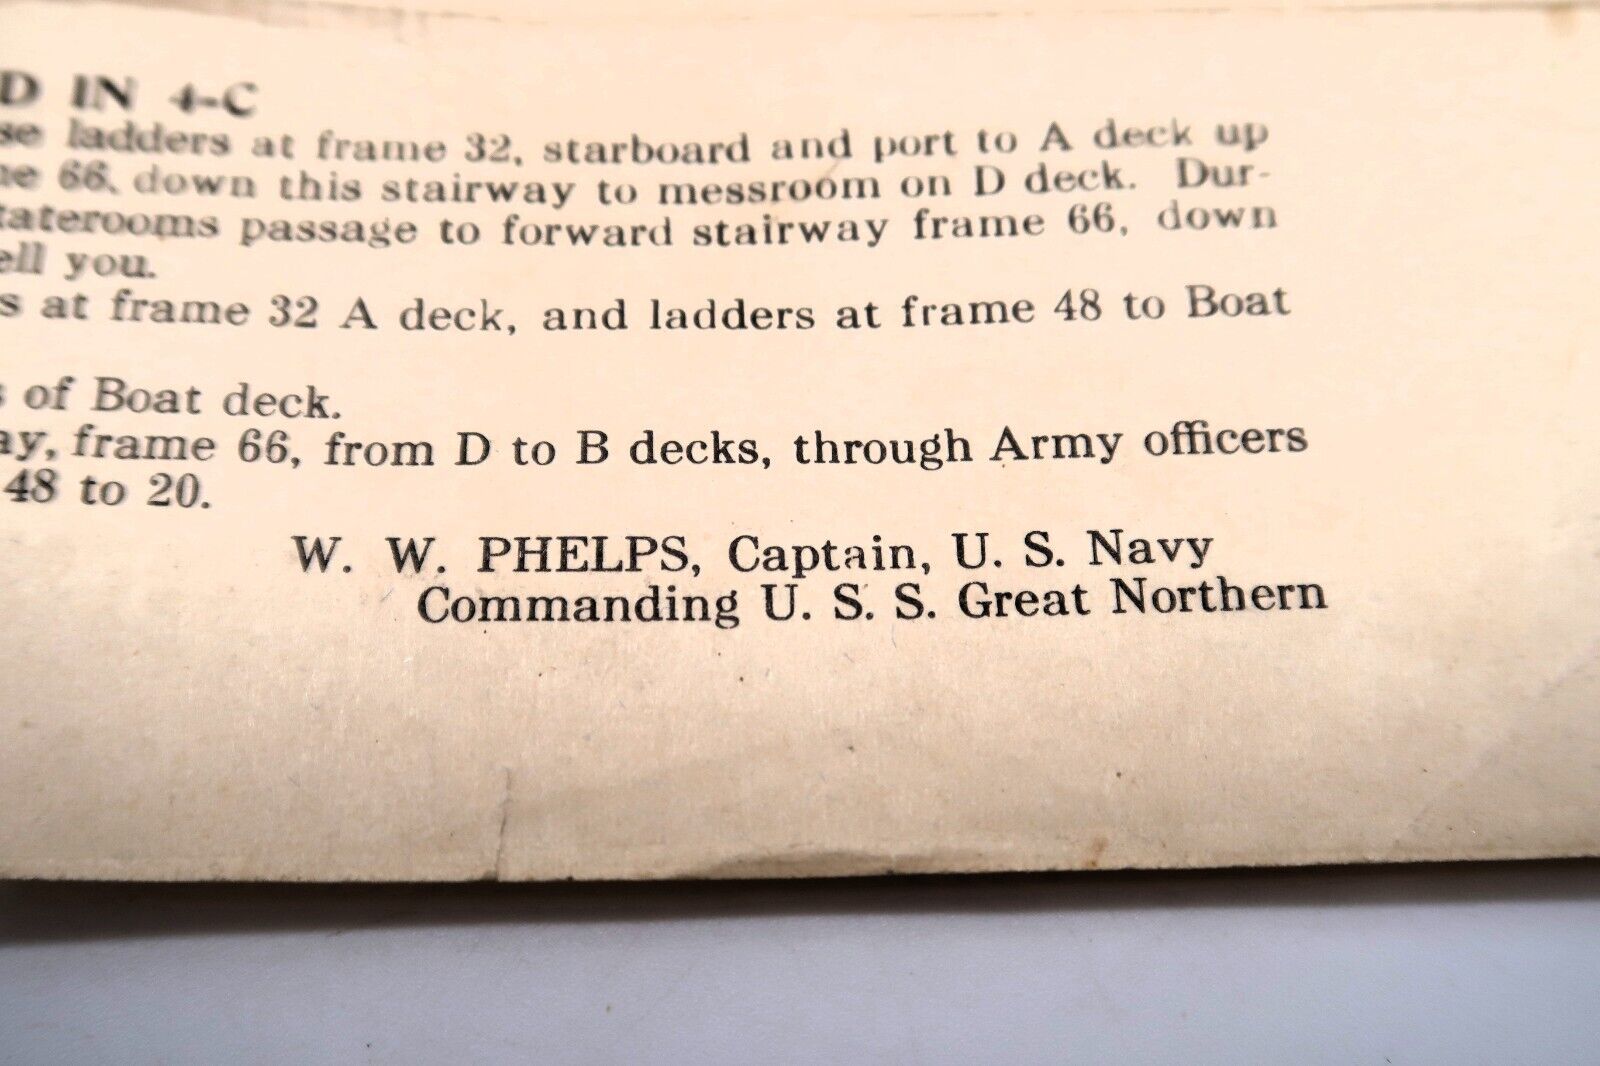 D IN 4-C
se ladders at frame 32, starboard and port to A deck up
ne 66, down this stairway to messroom on D deck. Dur-
taterooms passage to forward stairway frame 66, down
ell you.
s at frame 32 A deck, and ladders at frame 48 to Boat
s of Boat deck.
ay, frame 66, from D to B decks, through Army officers
48 to 20.
W. W. PHELPS, Captain, U. S. Navy
Commanding U. S. S. Great Northern